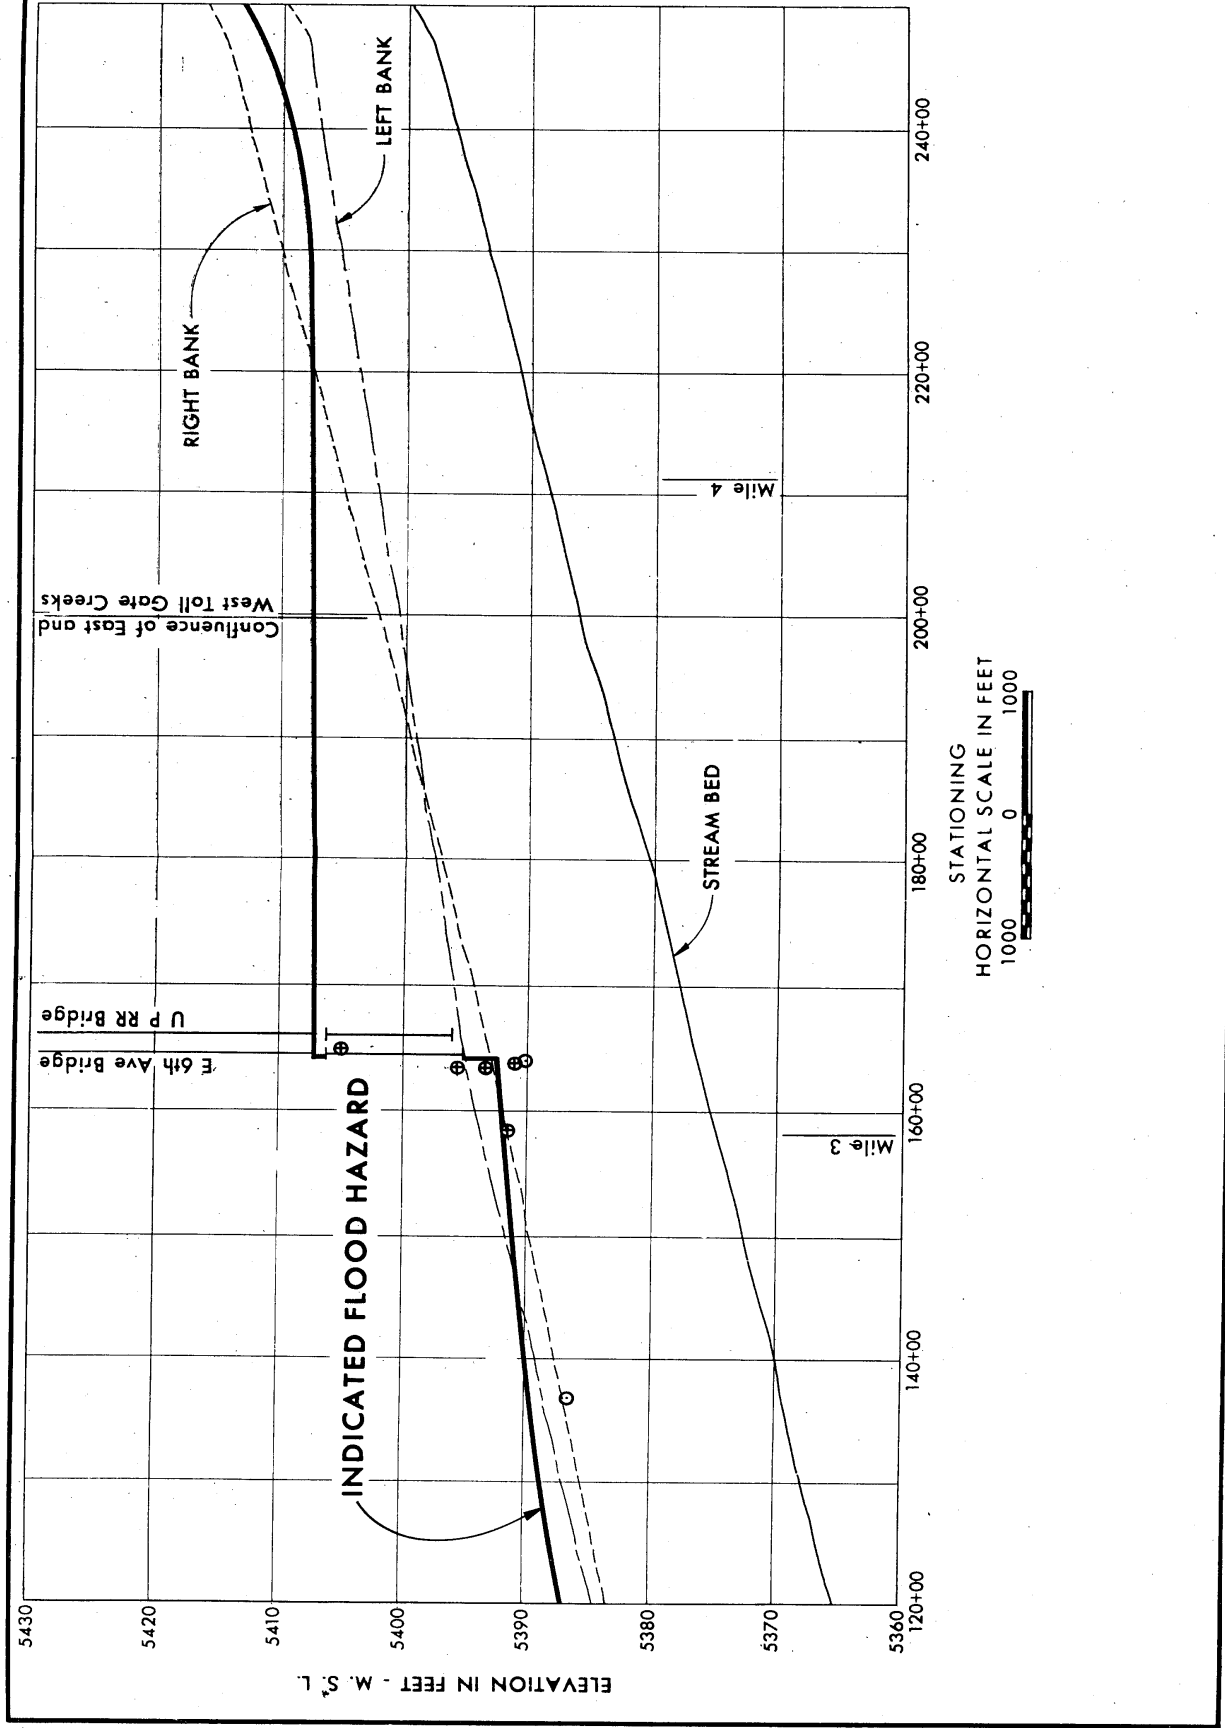 ELEVATION IN FEET - M. S. L.
5430
5420
5410
5400
5390
5380
5370
5360
E 6th Ave Bridge
U P RR Bridge
Confluence of East and
West Toll Gate Creeks
RIGHT BANK
LEFT BANK
INDICATED FLOOD HAZARD
STREAM BED
Mile 3
Mile 4
120+00
140+00
160+00
180+00
200+00
220+00
240+00
STATIONING
HORIZONTAL SCALE IN FEET
1000 0 1000